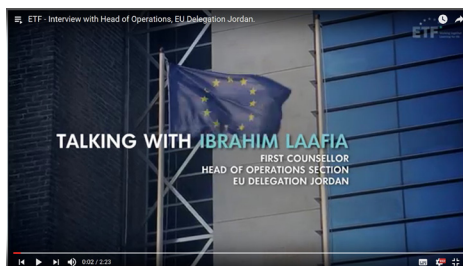 ETF - Interview with Head of Operations, EU Delegation Jordan.
ETF
TALKING WITH IBRAHIM LAAFIA
FIRST COUNSELLOR
HEAD OF OPERATIONS SECTION
EU DELEGATION JORDAN
0:02 / 2:23